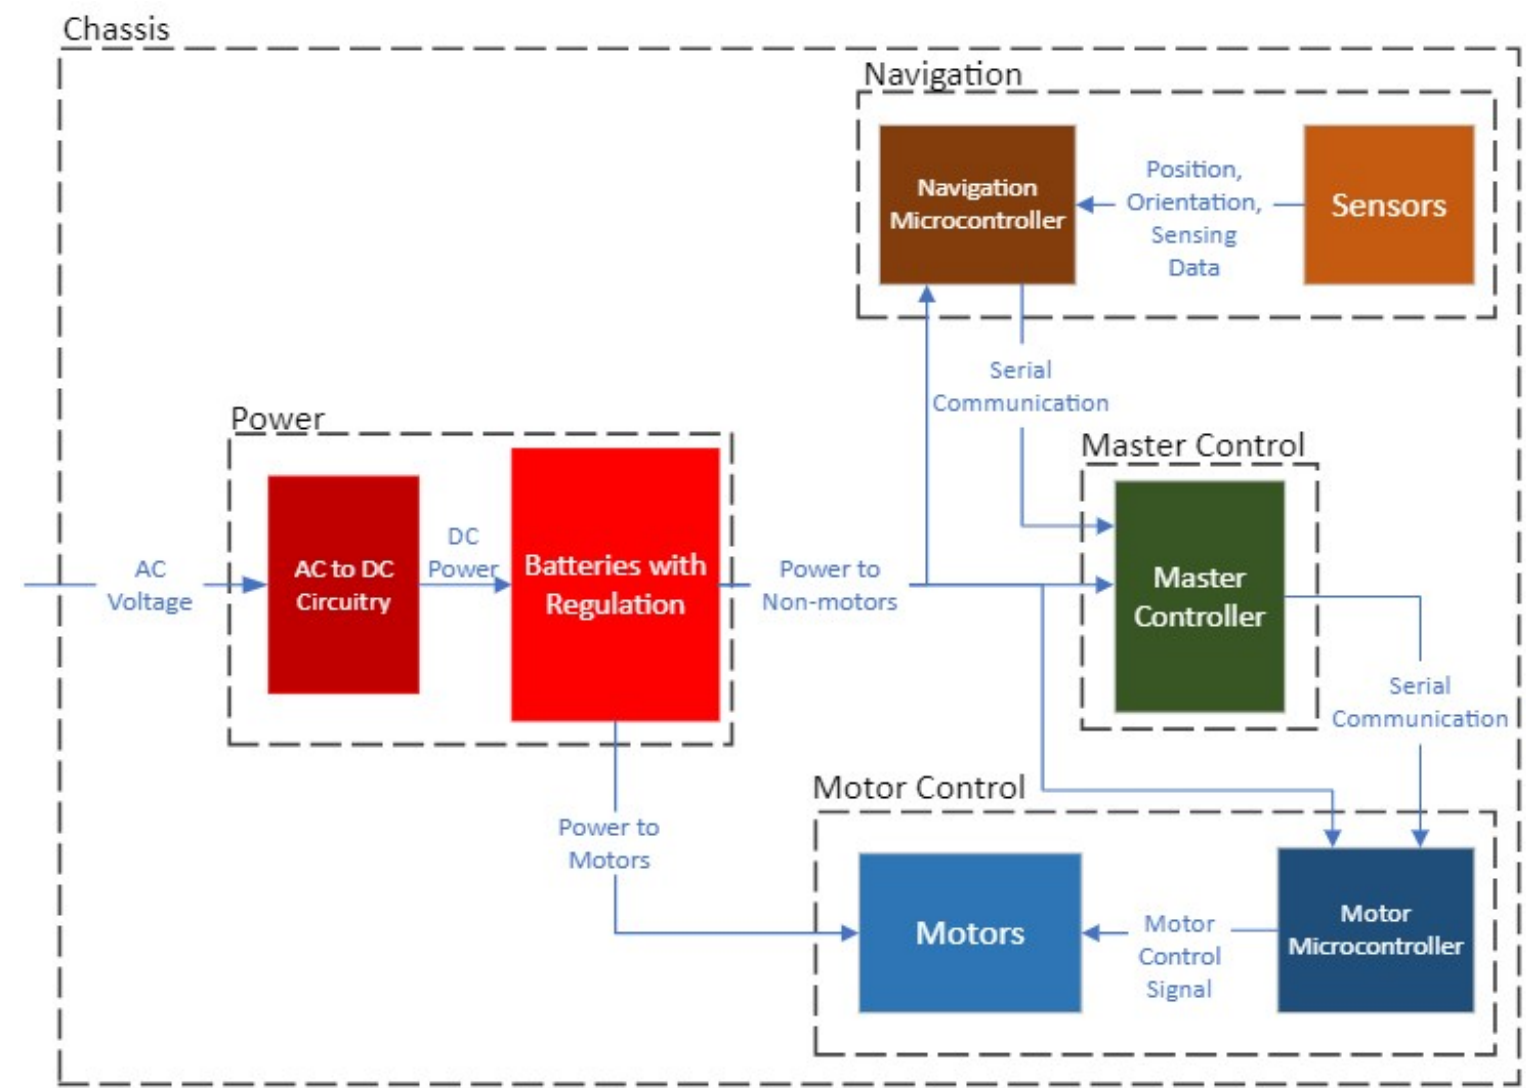 Chassis
Navigation
Navigation
Microcontroller
Position,
Orientation,
Sensing
Data
Sensors
Serial
Communication
Power
Master Control
AC
Voltage
AC to DC
Circuitry
DC
Power
Batteries with
Regulation
Power to
Non-motors
Master
Controller
Serial
Communication
Power to
Motors
Motor Control
Motors
Motor
Control
Signal
Motor
Microcontroller